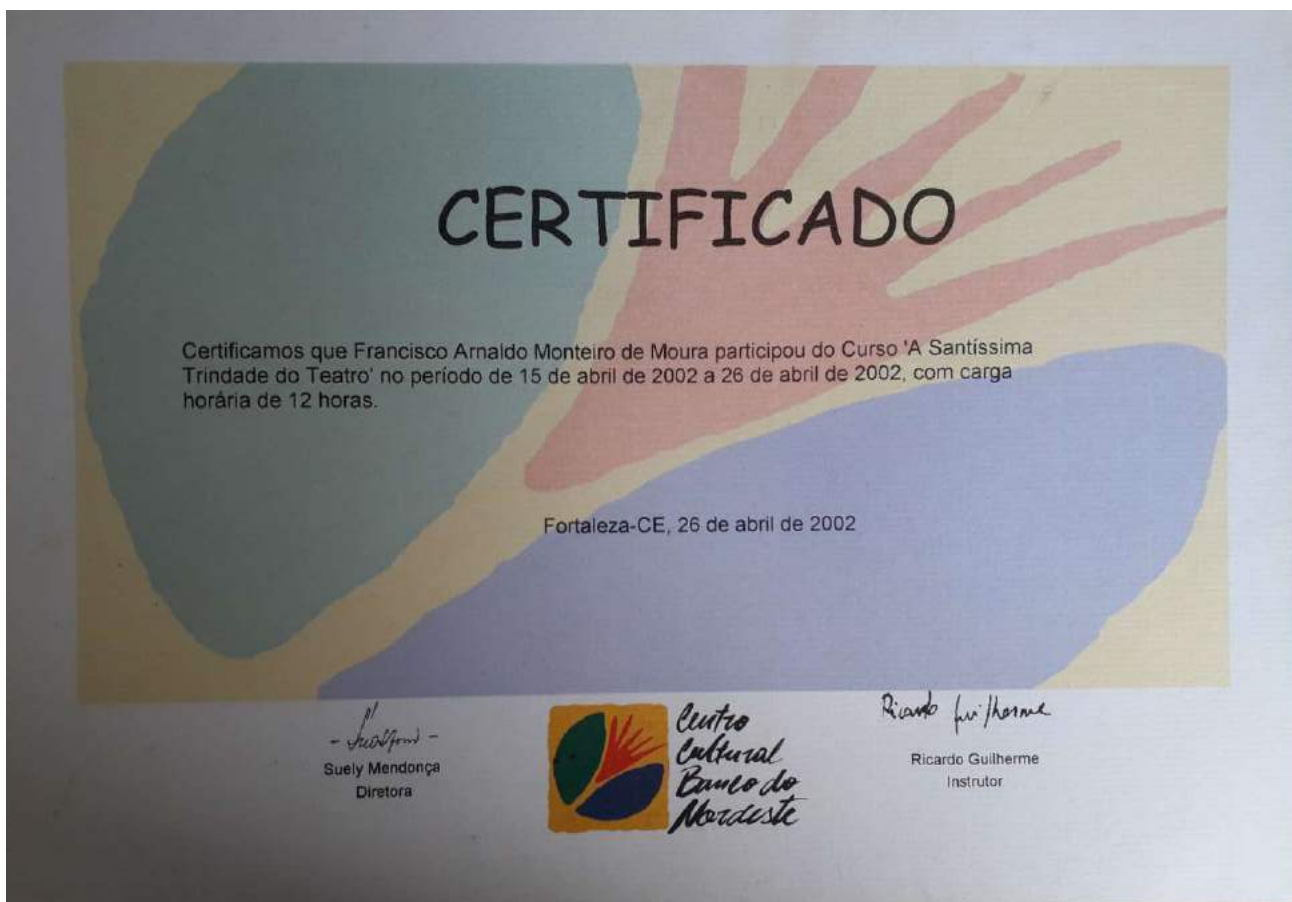 CERTIFICADO
Certificamos que Francisco Arnaldo Monteiro de Moura participou do Curso 'A Santíssima
Trindade do Teatro' no período de 15 de abril de 2002 a 26 de abril de 2002, com carga
horária de 12 horas.
Fortaleza-CE, 26 de abril de 2002
Suely Mendonça
Diretora
Centro
Cultural
Banco do
Nordeste
Ricardo Guilherme
Ricardo Guilherme
Instrutor